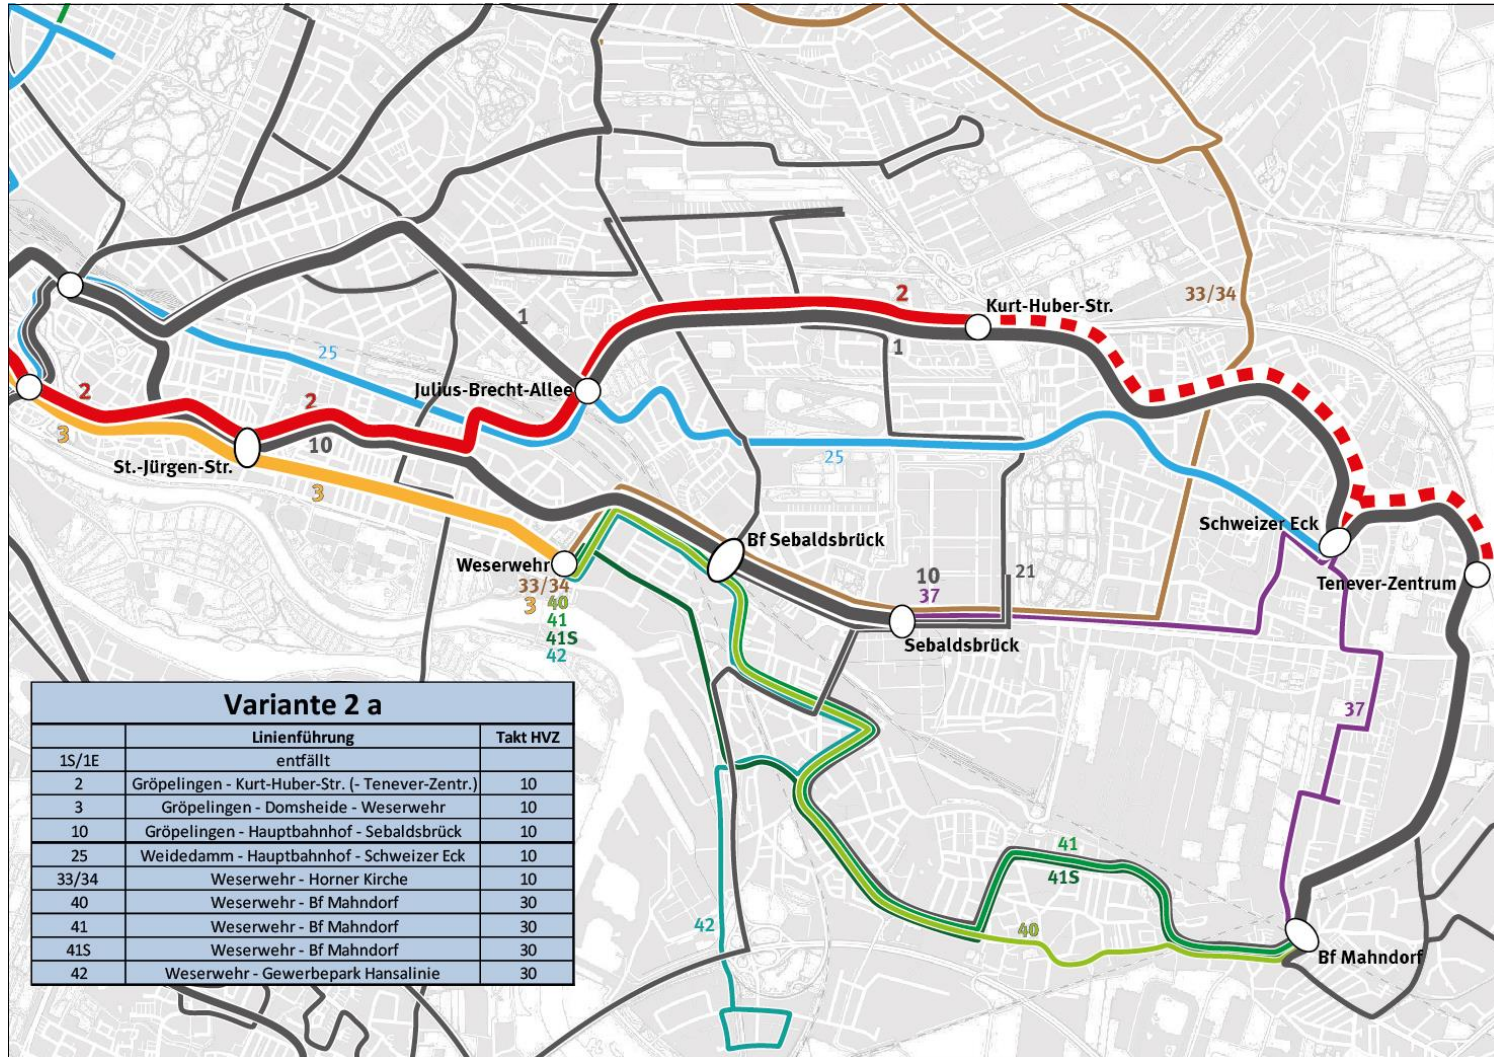 33/34
2
Kurt-Huber-Str.
1
1
25
Julius-Brecht-Allee
2
2
3
10
St.-Jürgen-Str.
25
3
Schweizer Eck
Bf Sebaldsbrück
Weserwehr
10
21
37
Tenever-Zentrum
33/34
3 40
41
41S
42
Sebaldsbrück
37
Variante 2 a
Linienführung Takt HVZ
1S/1E entfällt
2 Gröpelingen - Kurt-Huber-Str. (- Tenever-Zentr.) 10
3 Gröpelingen - Domsheide - Weserwehr 10
10 Gröpelingen - Hauptbahnhof - Sebaldsbrück 10
25 Weidedamm - Hauptbahnhof - Schweizer Eck 10
33/34 Weserwehr - Horner Kirche 10
40 Weserwehr - Bf Mahndorf 30
41 Weserwehr - Bf Mahndorf 30
41S Weserwehr - Bf Mahndorf 30
42 Weserwehr - Gewerbepark Hansalinie 30
41
41S
42
40
Bf Mahndorf